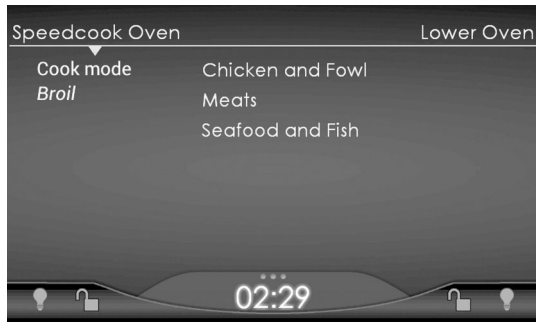 Speedcook Oven
Lower Oven
Cook mode
Broil
Chicken and Fowl
Meats
Seafood and Fish
02:29